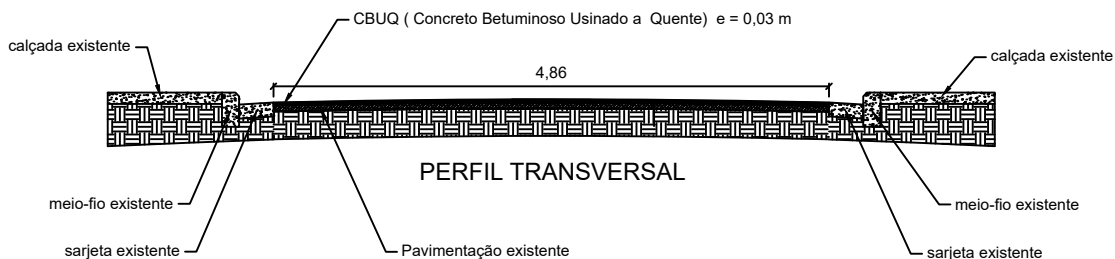 CBUQ ( Concreto Betuminoso Usinado a Quente) e = 0,03 m
calçada existente
calçada existente
4,86
PERFIL TRANSVERSAL
meio-fio existente
meio-fio existente
sarjeta existente
Pavimentação existente
sarjeta existente